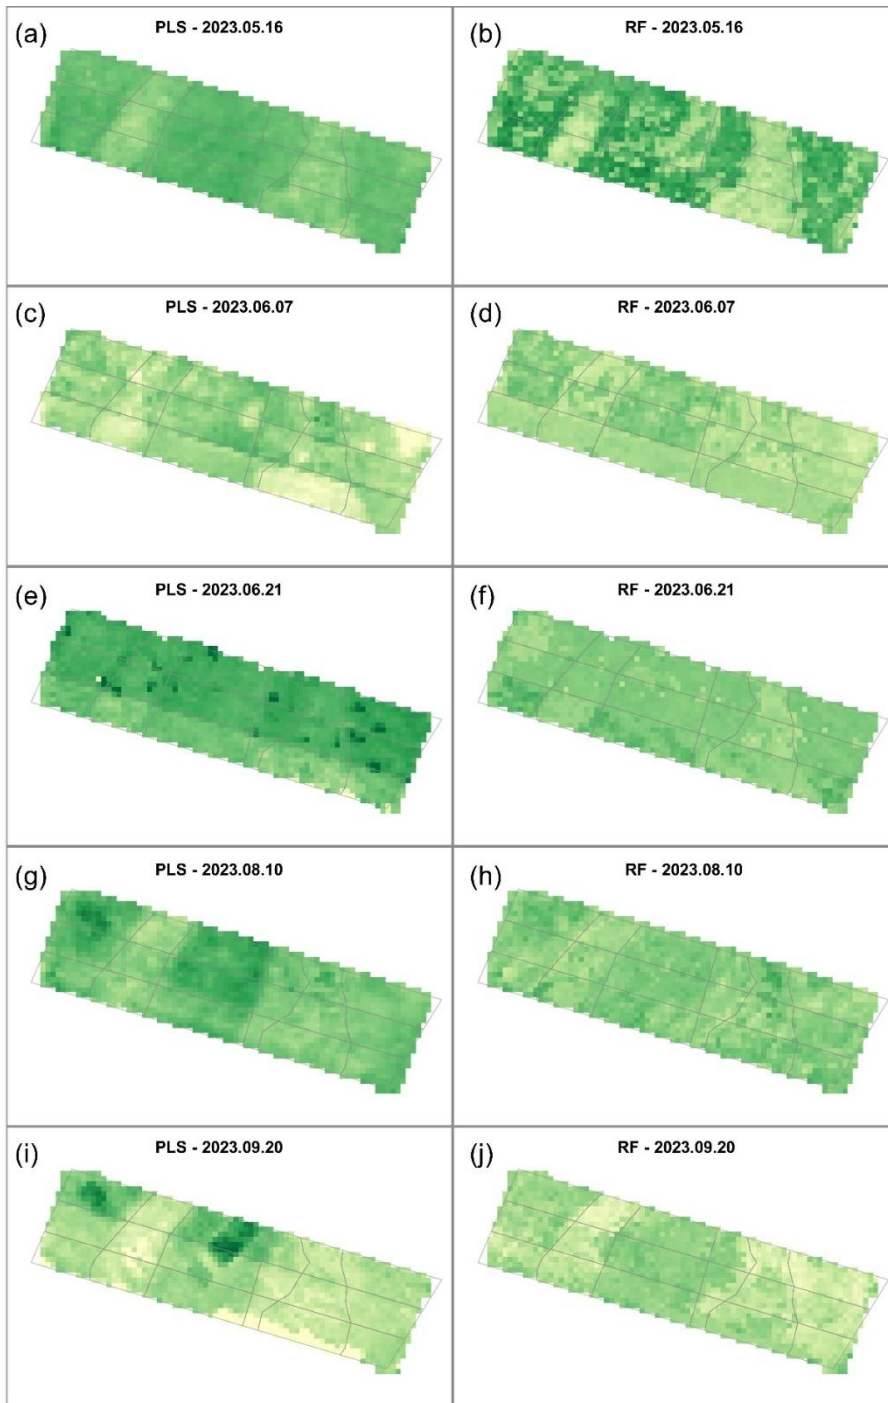 (a) PLS - 2023.05.16
(b) RF - 2023.05.16
(c) PLS - 2023.06.07
(d) RF - 2023.06.07
(e) PLS - 2023.06.21
(f) RF - 2023.06.21
(g) PLS - 2023.08.10
(h) RF - 2023.08.10
(i) PLS - 2023.09.20
(j) RF - 2023.09.20